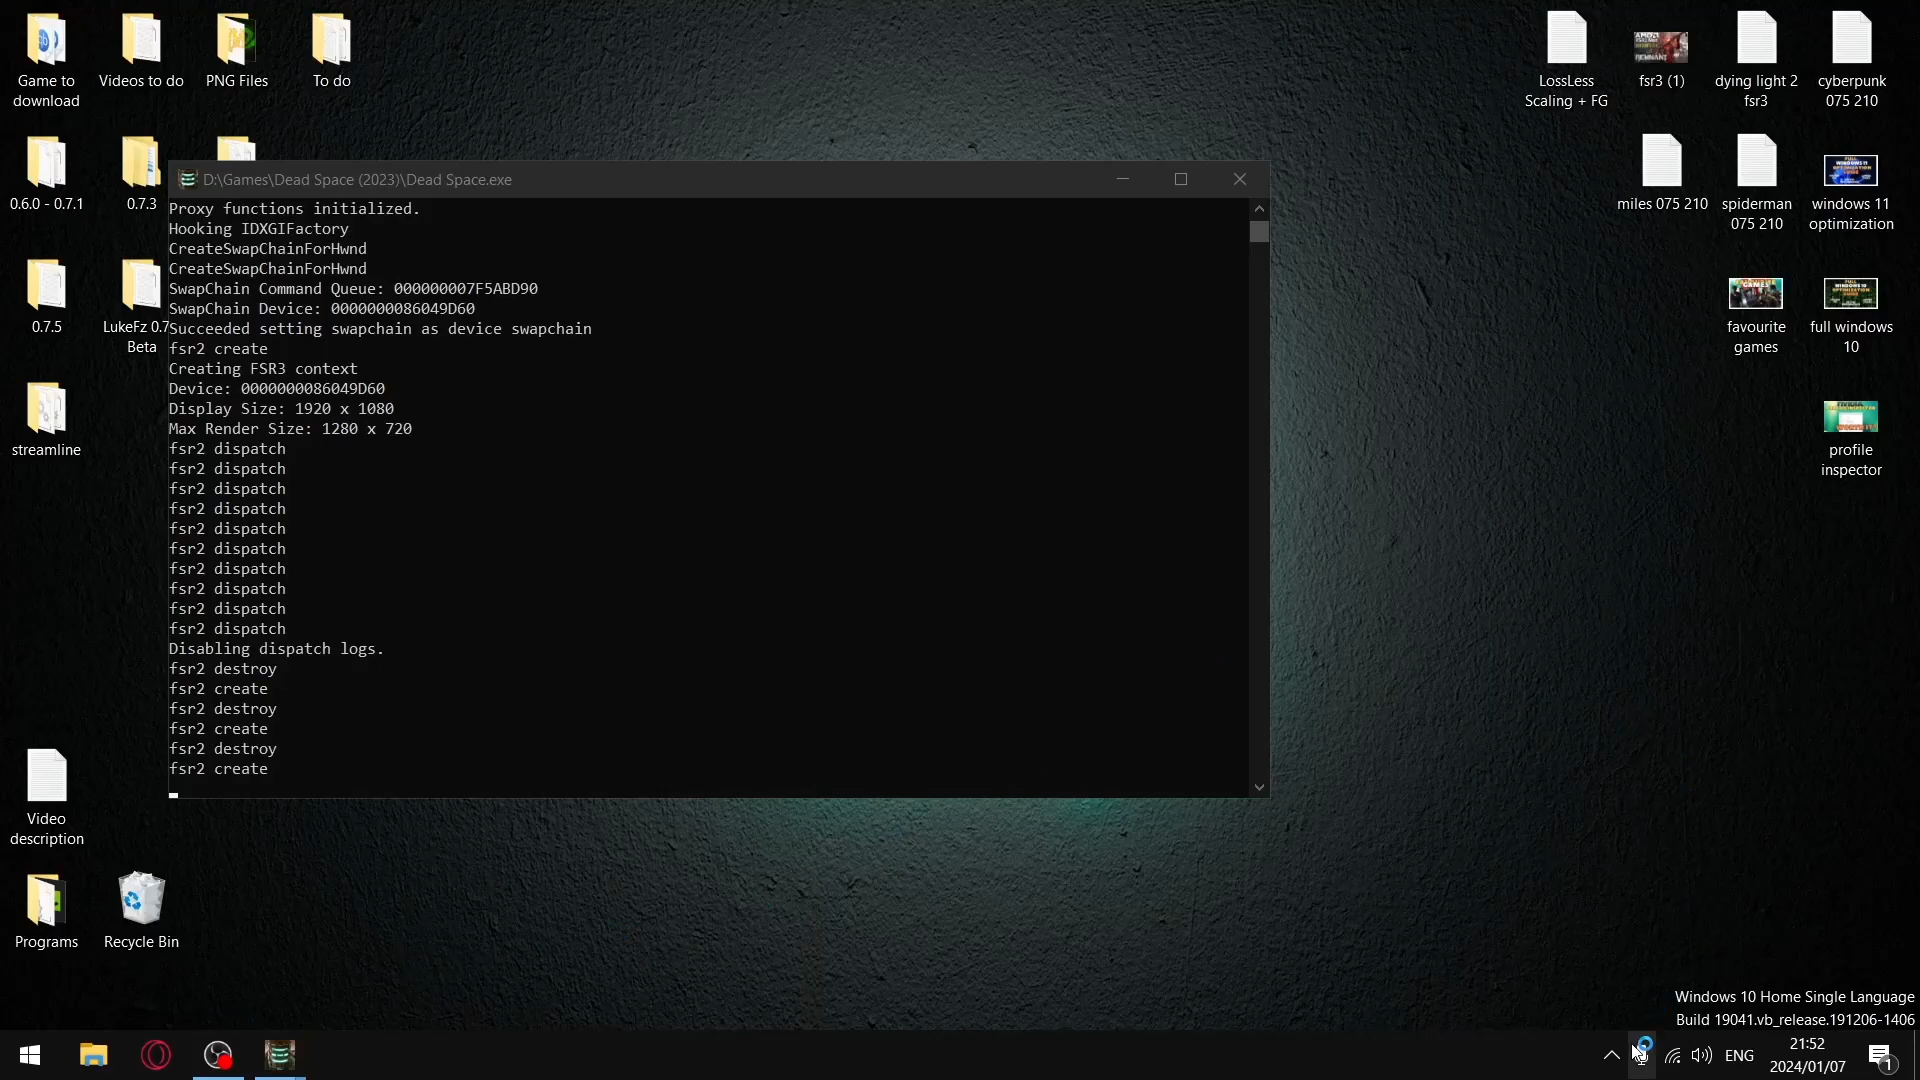 Game to
download
Videos to do
PNG Files
To do
LossLess
Scaling + FG
fsr3 (1)
dying light 2
fsr3
cyberpunk
075 210
0.6.0 - 0.7.1
0.7.3
miles 075 210
spiderman
075 210
windows 11
optimization
0.7.5
LukeFz 0.7
Beta
favourite
games
full windows
10
streamline
profile
inspector
D:\Games\Dead Space (2023)\Dead Space.exe
Proxy functions initialized.
Hooking IDXGIFactory
CreateSwapChainForHwnd
CreateSwapChainForHwnd
SwapChain Command Queue: 000000007F5ABD90
SwapChain Device: 0000000086049D60
Succeeded setting swapchain as device swapchain
fsr2 create
Creating FSR3 context
Device: 0000000086049D60
Display Size: 1920 x 1080
Max Render Size: 1280 x 720
fsr2 dispatch
fsr2 dispatch
fsr2 dispatch
fsr2 dispatch
fsr2 dispatch
fsr2 dispatch
fsr2 dispatch
fsr2 dispatch
fsr2 dispatch
fsr2 dispatch
Disabling dispatch logs.
fsr2 destroy
fsr2 create
fsr2 destroy
fsr2 create
fsr2 destroy
fsr2 create
Video
description
Programs
Recycle Bin
Windows 10 Home Single Language
Build 19041.vb_release.191206-1406
ENG
21:52
2024/01/07
1